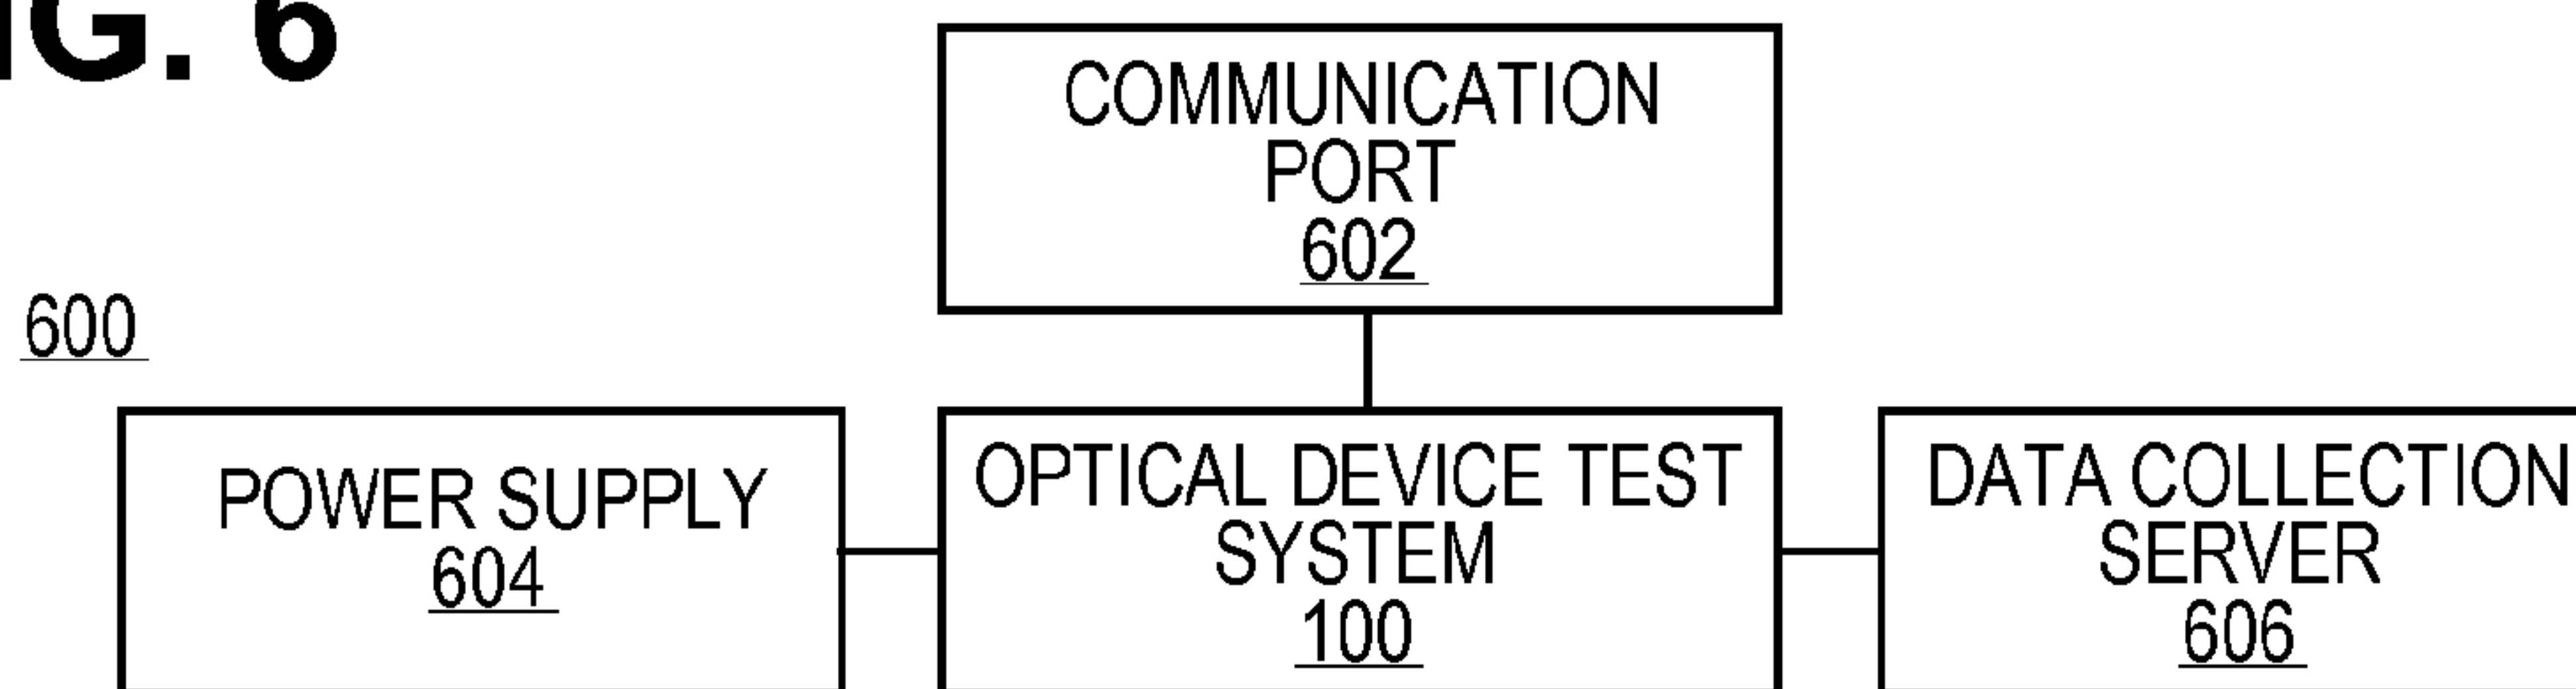 IG. 6
COMMUNICATION
PORT
602
600
POWER SUPPLY
604
OPTICAL DEVICE TEST
SYSTEM
100
DATA COLLECTION
SERVER
606